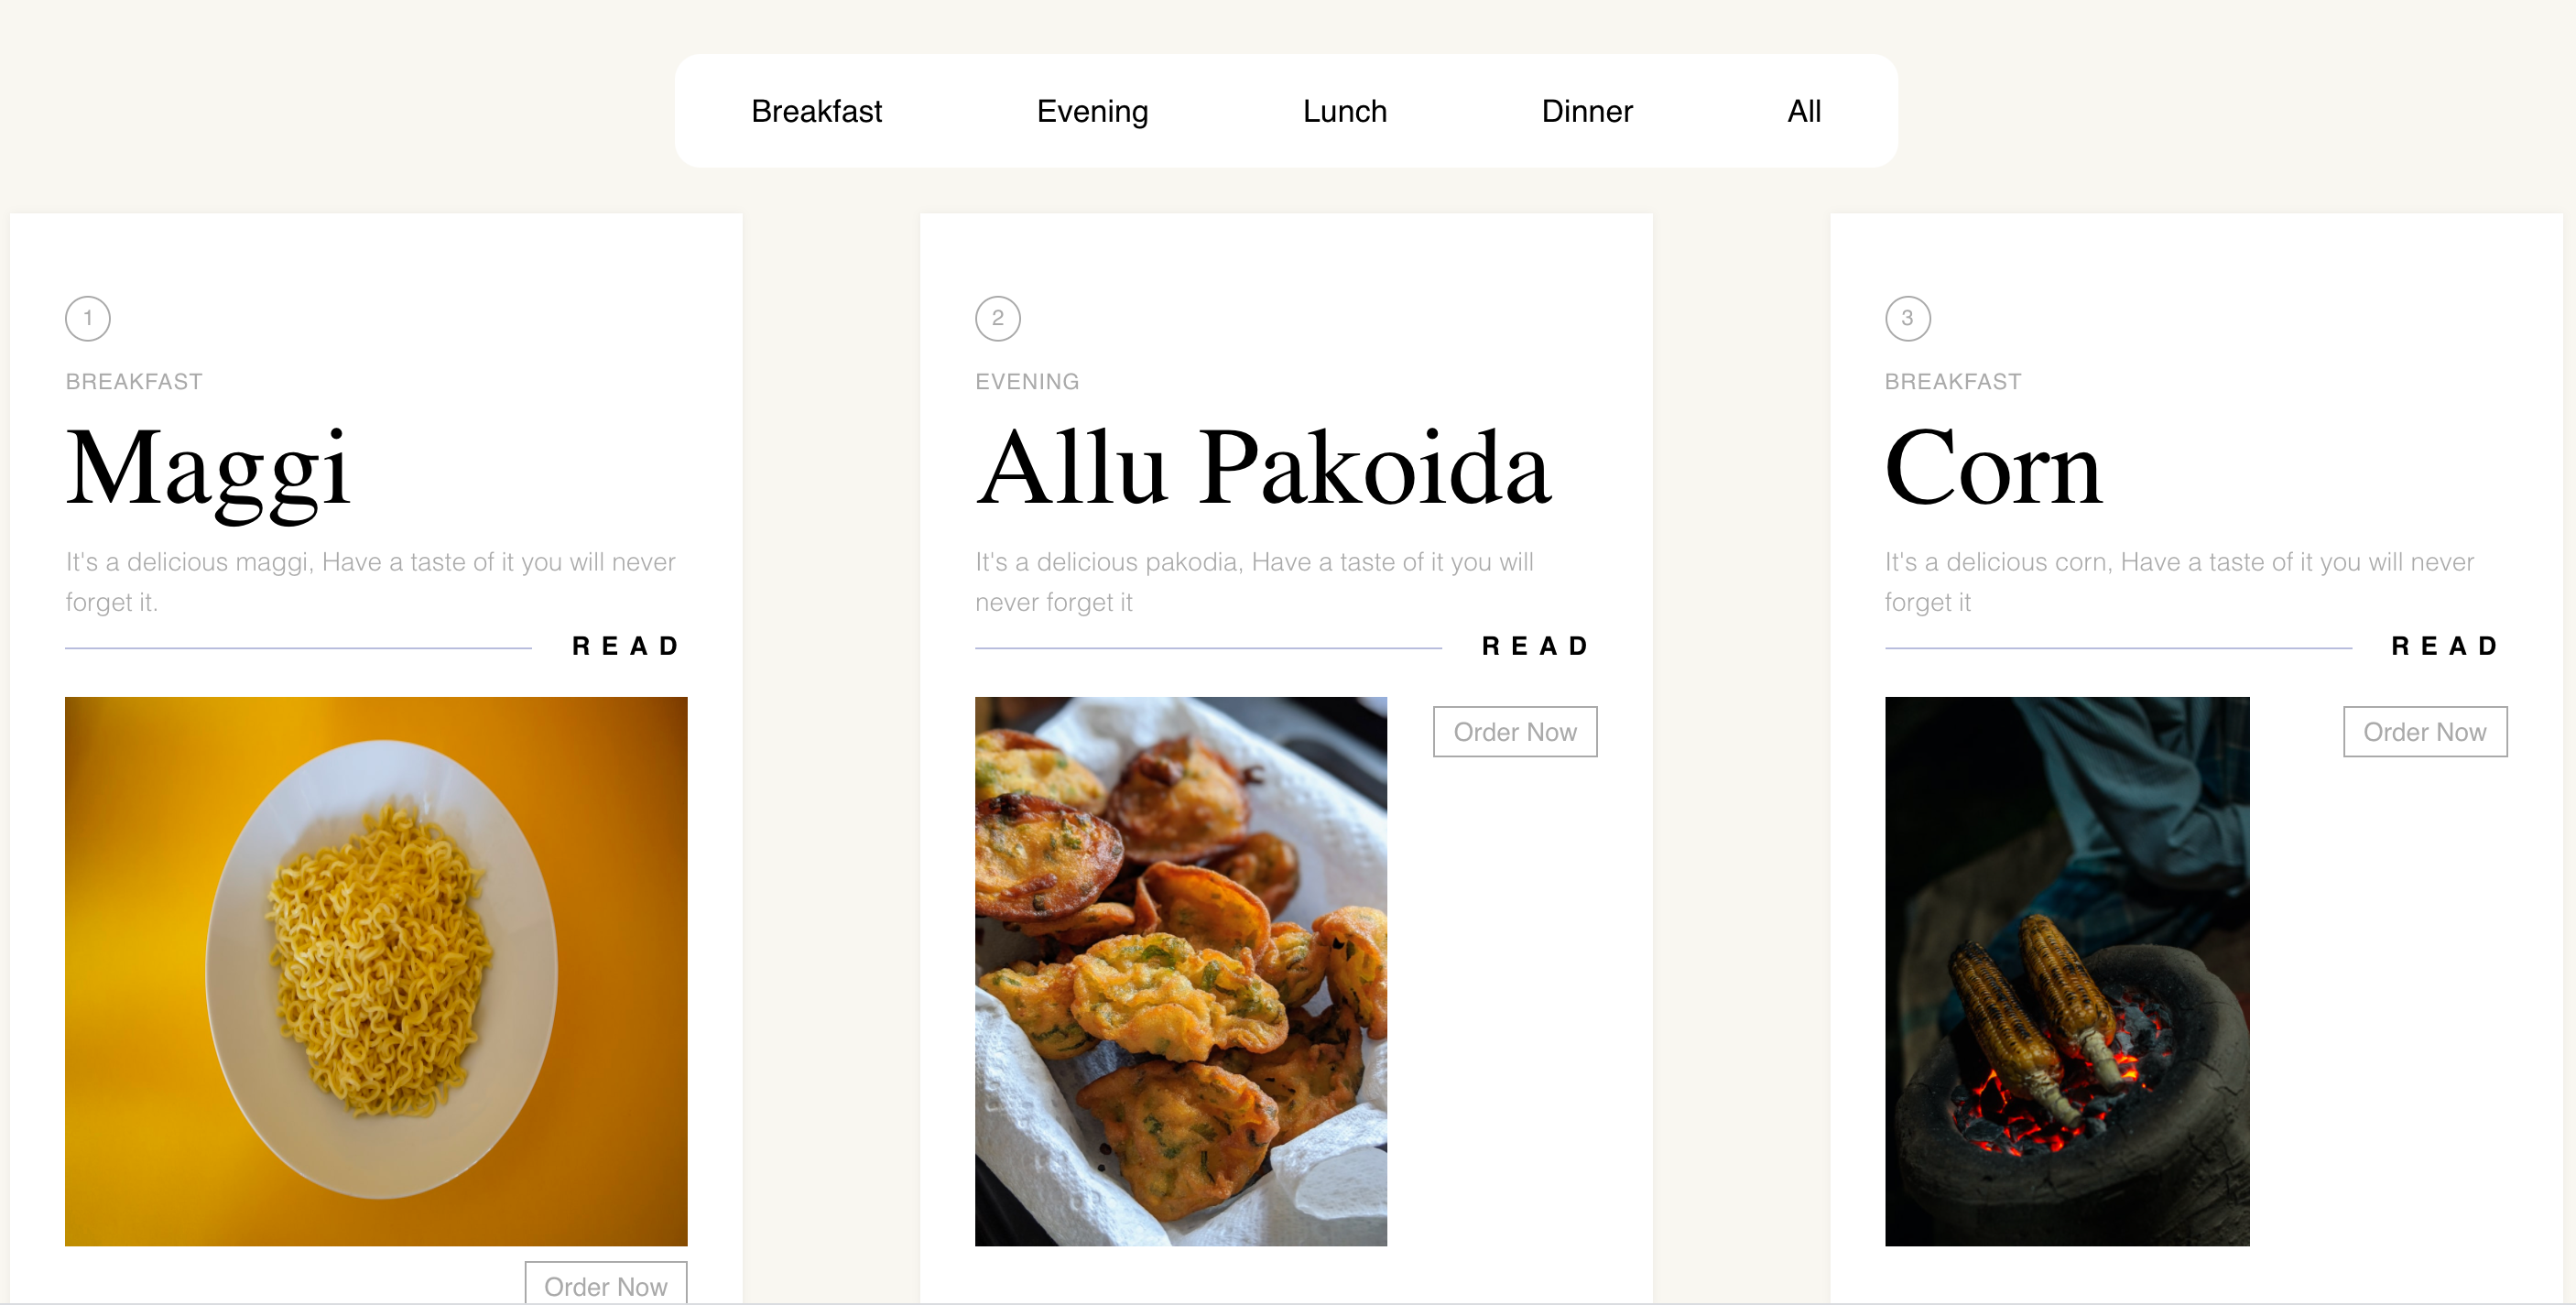 Breakfast Evening Lunch Dinner All
1
BREAKFAST
Maggi
It's a delicious maggi, Have a taste of it you will never
forget it.
READ
Order Now
2
EVENING
Allu Pakoida
It's a delicious pakodia, Have a taste of it you will
never forget it
READ
Order Now
3
BREAKFAST
Corn
It's a delicious corn, Have a taste of it you will never
forget it
READ
Order Now